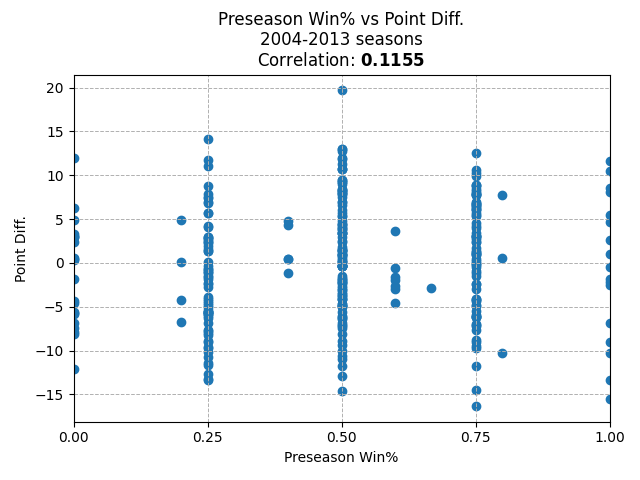 Preseason Win% vs Point Diff.
2004-2013 seasons
Correlation: 0.1155
Point Diff.
20
15
10
5
0
−5
−10
−15
0.00 0.25 0.50 0.75 1.00
Preseason Win%